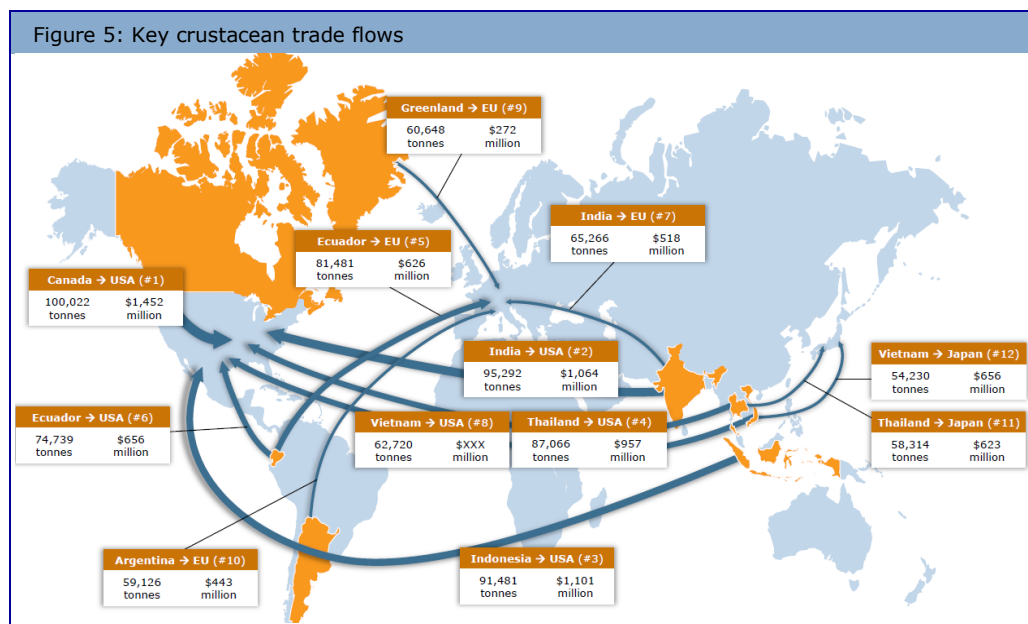 Figure 5: Key crustacean trade flows
Greenland → EU (#9)
60,648 $272
tonnes million
India → EU (#7)
65,266 $518
tonnes million
Ecuador → EU (#5)
81,481 $626
tonnes million
Canada → USA (#1)
100,022 $1,452
tonnes million
India → USA (#2)
95,292 $1,064
tonnes million
Vietnam → Japan (#12)
54,230 $656
tonnes million
Ecuador → USA (#6)
74,739 $656
tonnes million
Vietnam → USA (#8)
62,720 $XXX
tonnes million
Thailand → USA (#4)
87,066 $957
tonnes million
Thailand → Japan (#11)
58,314 $623
tonnes million
Argentina → EU (#10)
59,126 $443
tonnes million
Indonesia → USA (#3)
91,481 $1,101
tonnes million